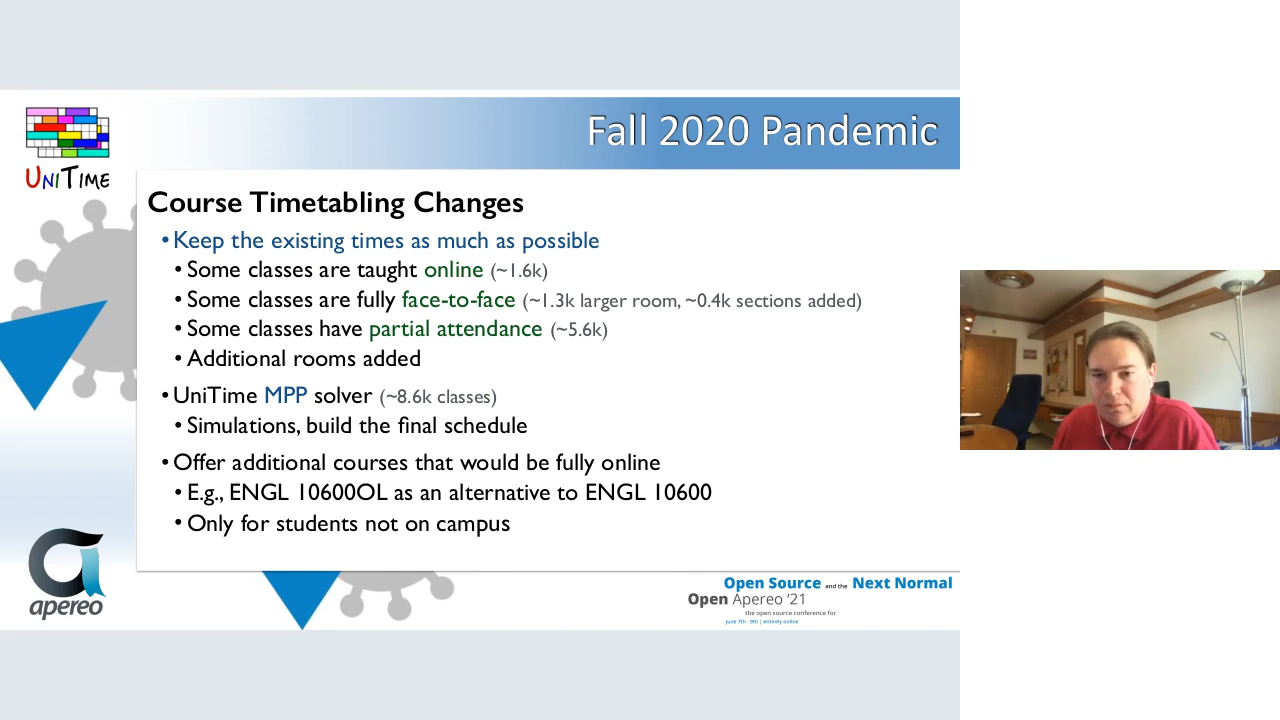 Fall 2020 Pandemic
UNITIME
Course Timetabling Changes
• Keep the existing times as much as possible
• Some classes are taught online (~1.6k)
• Some classes are fully face-to-face (~1.3k larger room, ~0.4k sections added)
• Some classes have partial attendance (~5.6k)
• Additional rooms added
• UniTime MPP solver (~8.6k classes)
• Simulations, build the final schedule
• Offer additional courses that would be fully online
• E.g., ENGL 10600OL as an alternative to ENGL 10600
• Only for students not on campus
apereo
Open Source and the Next Normal
Open Apereo ‘21
the open source conference for
June 7th - 9th | entirely online